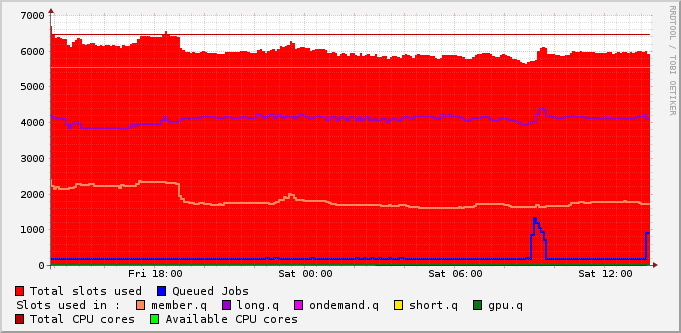 7000
6000
5000
4000
3000
2000
1000
0
Fri 18:00 Sat 00:00 Sat 06:00 Sat 12:00
Total slots used Queued Jobs
Slots used in : member.q long.q ondemand.q short.q gpu.q
Total CPU cores Available CPU cores
RRDTOOL / TOBI OETIKER